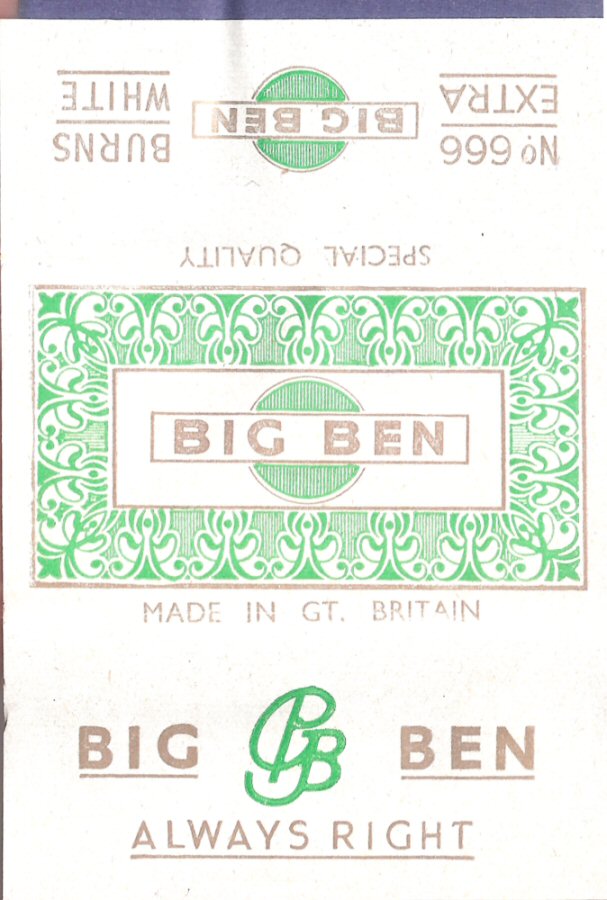 SPECIAL QUALITY
Nº 666
EXTRA
BIG BEN
BURNS
WHITE
BIG BEN
MADE IN GT. BRITAIN
BIG GPB BEN
ALWAYS RIGHT